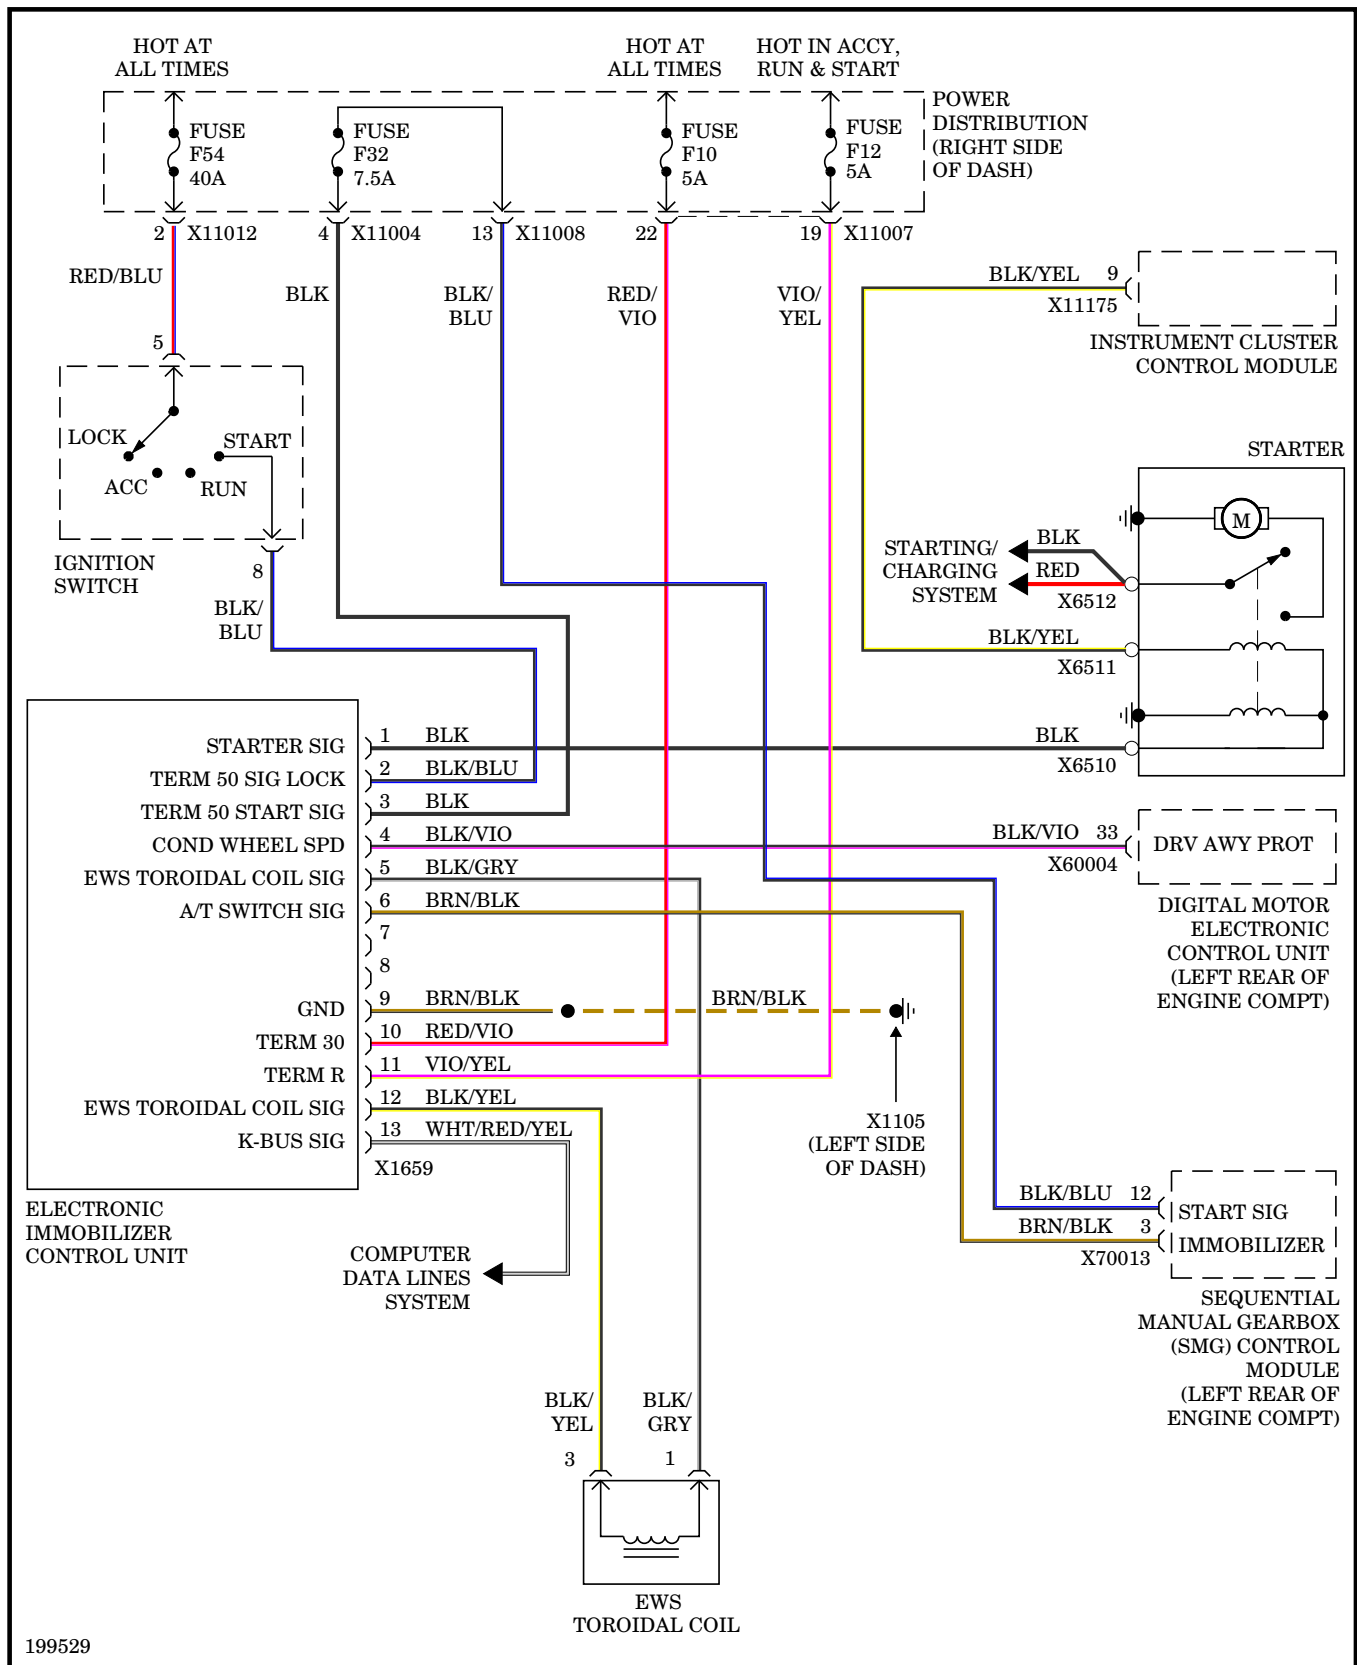 HOT AT
ALL TIMES
HOT AT
ALL TIMES
HOT IN ACCY,
RUN & START
POWER
DISTRIBUTION
(RIGHT SIDE
OF DASH)
FUSE
F54
40A
FUSE
F32
7.5A
FUSE
F10
5A
FUSE
F12
5A
2 X11012
4 X11004
13 X11008
22
19 X11007
RED/BLU
BLK
BLK/
BLU
RED/
VIO
VIO/
YEL
BLK/YEL 9
X11175
INSTRUMENT CLUSTER
CONTROL MODULE
5
LOCK
START
ACC
RUN
IGNITION
SWITCH
8
BLK/
BLU
STARTER
M
STARTING/
CHARGING
SYSTEM
BLK
RED
X6512
BLK/YEL
X6511
BLK
X6510
STARTER SIG 1 BLK
TERM 50 SIG LOCK 2 BLK/BLU
TERM 50 START SIG 3 BLK
COND WHEEL SPD 4 BLK/VIO
EWS TOROIDAL COIL SIG 5 BLK/GRY
A/T SWITCH SIG 6 BRN/BLK
7
8
GND 9 BRN/BLK
BRN/BLK
TERM 30 10 RED/VIO
TERM R 11 VIO/YEL
EWS TOROIDAL COIL SIG 12 BLK/YEL
K-BUS SIG 13 WHT/RED/YEL
X1659
ELECTRONIC
IMMOBILIZER
CONTROL UNIT
BLK/VIO 33
X60004
DRV AWY PROT
DIGITAL MOTOR
ELECTRONIC
CONTROL UNIT
(LEFT REAR OF
ENGINE COMPT)
X1105
(LEFT SIDE
OF DASH)
COMPUTER
DATA LINES
SYSTEM
BLK/BLU 12
START SIG
BRN/BLK 3
IMMOBILIZER
X70013
SEQUENTIAL
MANUAL GEARBOX
(SMG) CONTROL
MODULE
(LEFT REAR OF
ENGINE COMPT)
BLK/
YEL
BLK/
GRY
3
1
EWS
TOROIDAL COIL
199529